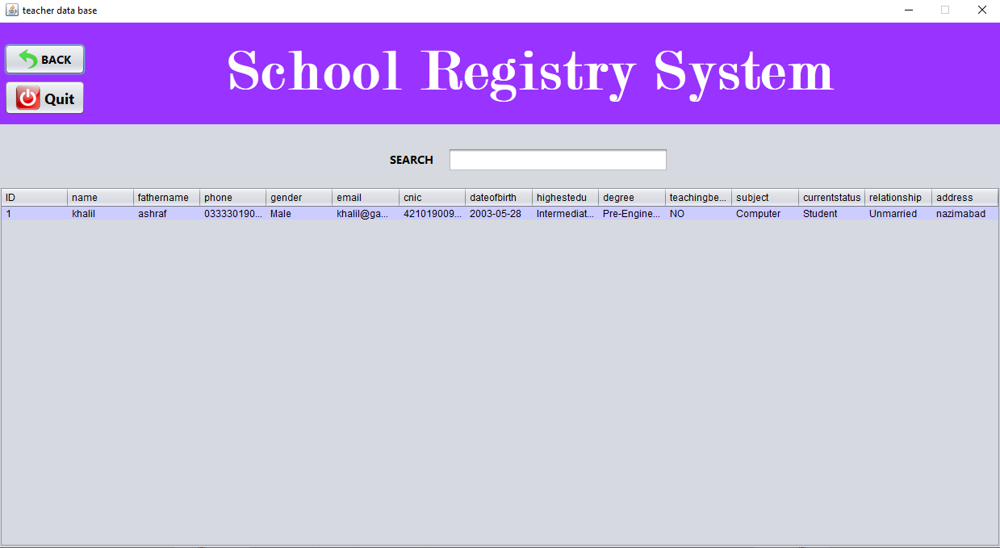 teacher data base
BACK
School Registry System
Quit
SEARCH
ID name fathername phone gender email cnic dateofbirth highestedu degree teachingbe... subject currentstatus relationship address
1 khalil ashraf 033330190... Male khalil@ga... 421019009... 2003-05-28 Intermediat... Pre-Enginee... NO Computer Student Unmarried nazimabad